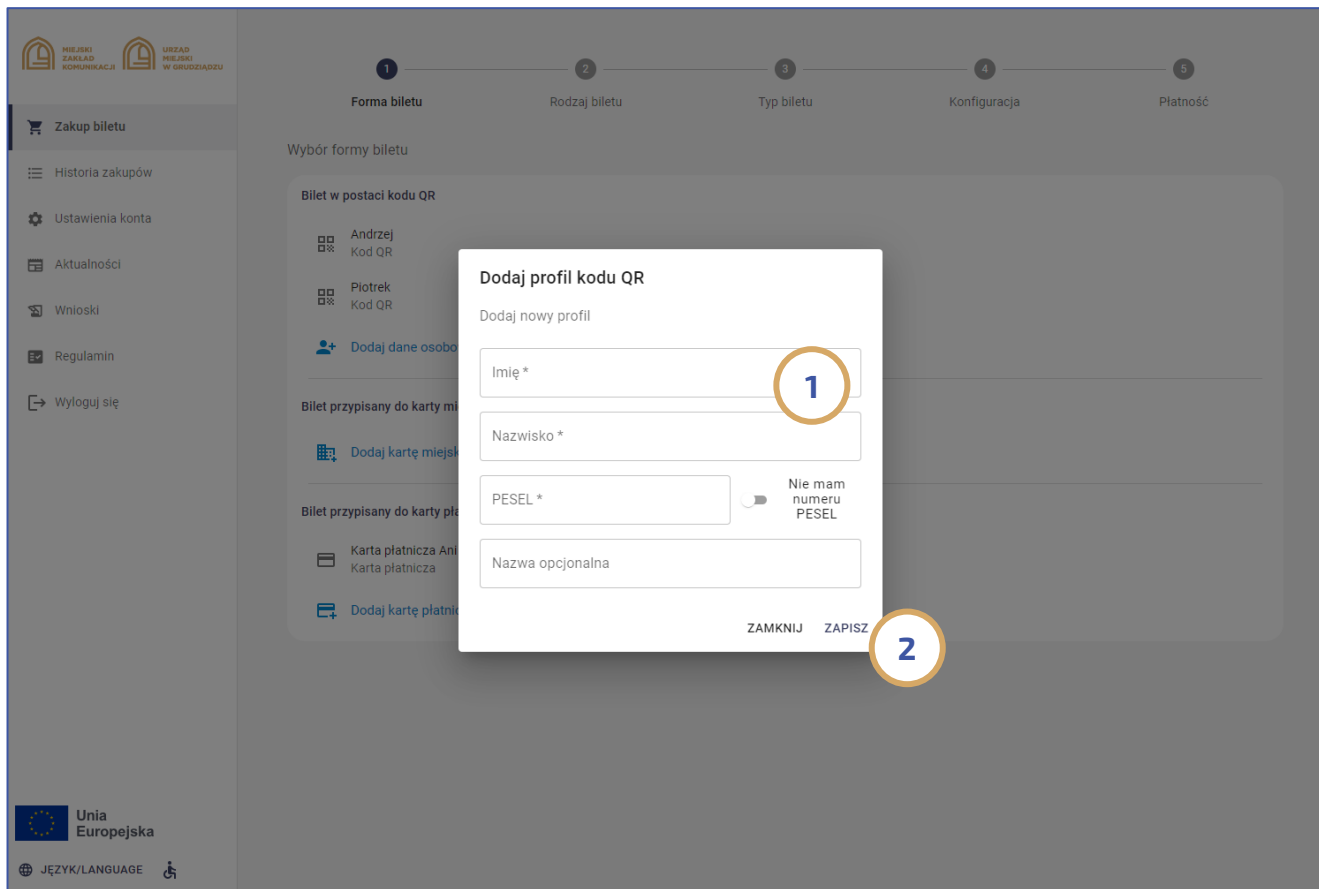 MIEJSKI
ZAKŁAD
KOMUNIKACJI
URZĄD
MIEJSKI
W GRUDZIĄDZU
Zakup biletu
Historia zakupów
Ustawienia konta
Aktualności
Wnioski
Regulamin
Wyloguj się
Unia
Europejska
JĘZYK/LANGUAGE
1 2 3 4 5
Forma biletu Rodzaj biletu Typ biletu Konfiguracja Płatność
Wybór formy biletu
Bilet w postaci kodu QR
Andrzej
Kod QR
Piotrek
Kod QR
Dodaj dane osobo
Bilet przypisany do karty mi
Dodaj kartę miejsk
Bilet przypisany do karty pła
Karta płatnicza Ani
Karta płatnicza
Dodaj kartę płatnic
Dodaj profil kodu QR
Dodaj nowy profil
Imię *
1
Nazwisko *
PESEL *
Nie mam
numeru
PESEL
Nazwa opcjonalna
ZAMKNIJ ZAPISZ
2